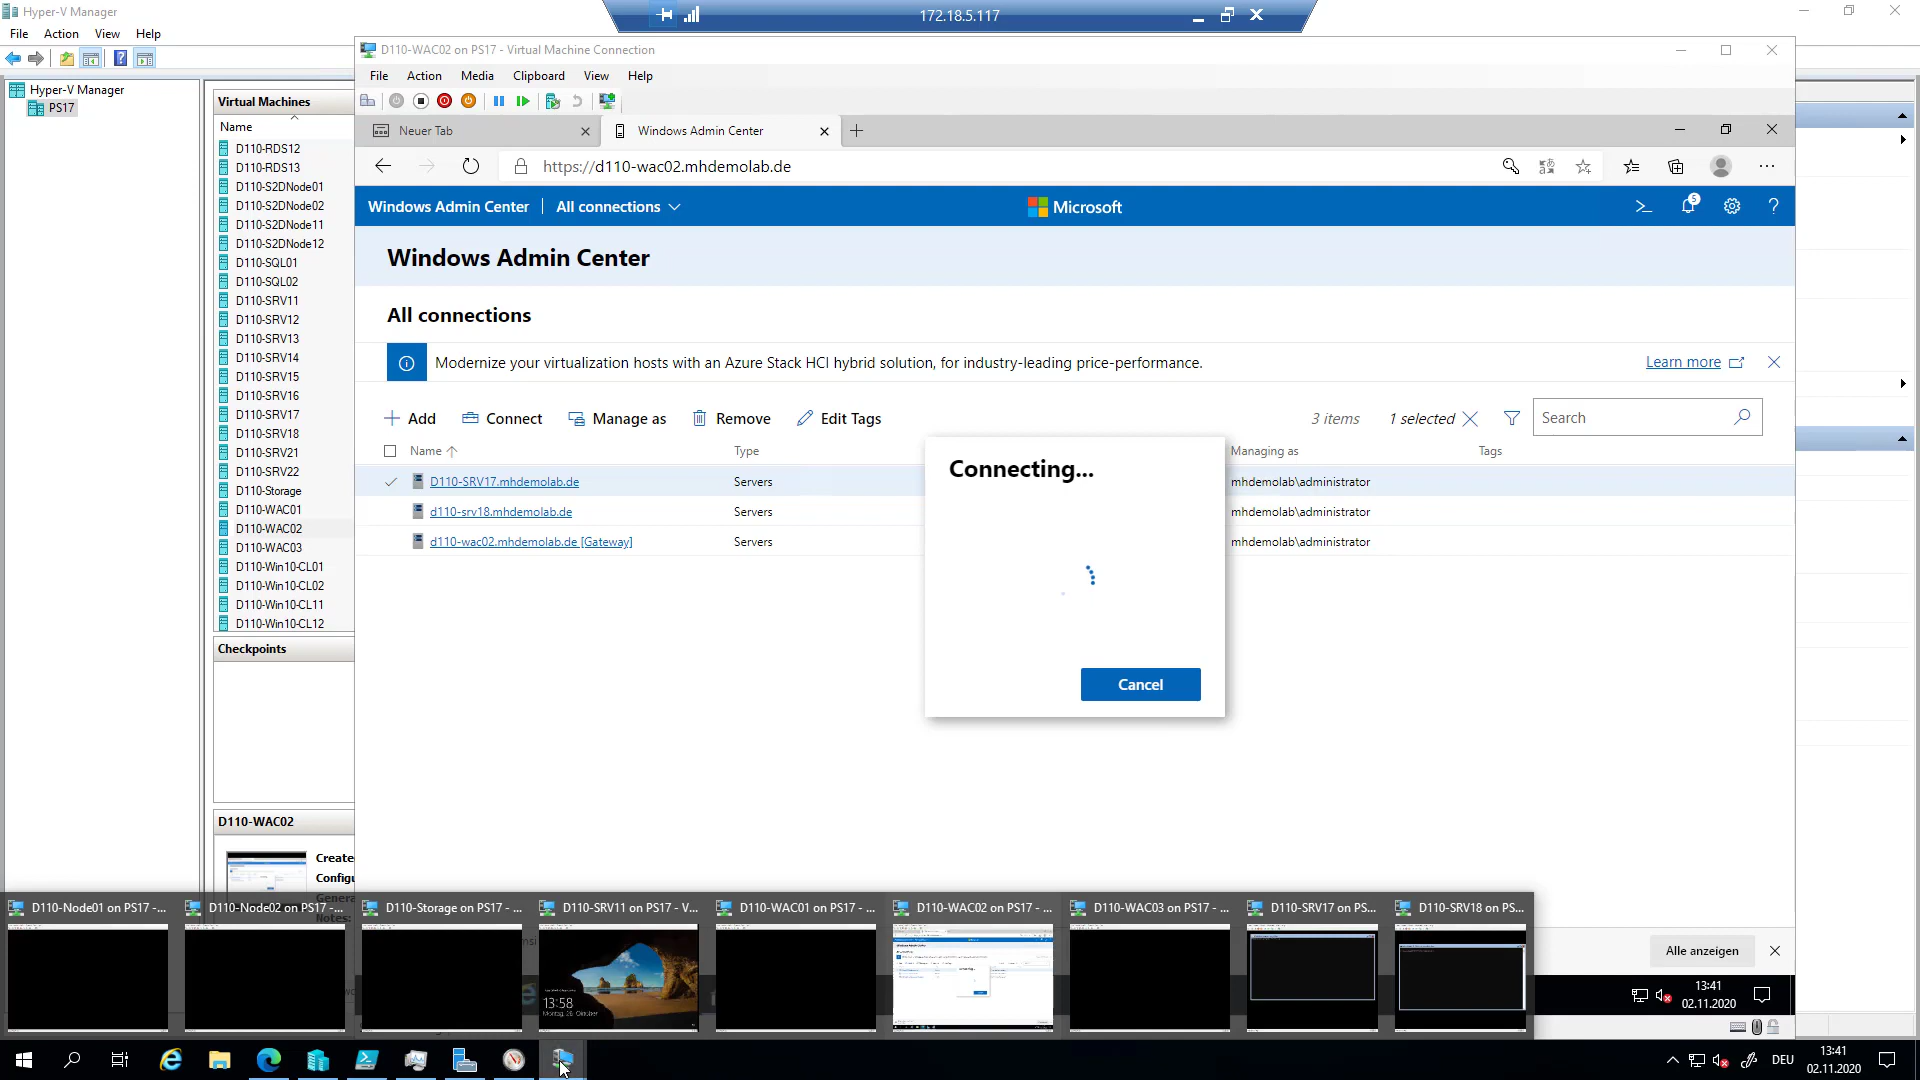 Hyper-V Manager
172.18.5.117
File Action View Help
D110-WAC02 on PS17 - Virtual Machine Connection
File Action Media Clipboard View Help
Hyper-V Manager
PS17
Virtual Machines
Name
D110-RDS12
D110-RDS13
D110-S2DNode01
D110-S2DNode02
D110-S2DNode11
D110-S2DNode12
D110-SQL01
D110-SQL02
D110-SRV11
D110-SRV12
D110-SRV13
D110-SRV14
D110-SRV15
D110-SRV16
D110-SRV17
D110-SRV18
D110-SRV21
D110-SRV22
D110-Storage
D110-WAC01
D110-WAC02
D110-WAC03
D110-Win10-CL01
D110-Win10-CL02
D110-Win10-CL11
D110-Win10-CL12
Checkpoints
D110-WAC02
Create
Configu
Genera
Notes:
Neuer Tab
Windows Admin Center
https://d110-wac02.mhdemolab.de
Windows Admin Center All connections Microsoft 5 ?
Windows Admin Center
All connections
Modernize your virtualization hosts with an Azure Stack HCI hybrid solution, for industry-leading price-performance. Learn more
Add Connect Manage as Remove Edit Tags 3 items 1 selected Search
Name Type Managing as Tags
D110-SRV17.mhdemolab.de Servers mhdemolab\administrator
d110-srv18.mhdemolab.de Servers mhdemolab\administrator
d110-wac02.mhdemolab.de [Gateway] Servers mhdemolab\administrator
Connecting...
Cancel
D110-Node01 on PS17 -...
D110-Node02 on PS17 -...
D110-Storage on PS17 - ...
D110-SRV11 on PS17 - V...
D110-WAC01 on PS17 - ...
D110-WAC02 on PS17 - ...
D110-WAC03 on PS17 - ...
D110-SRV17 on PS...
D110-SRV18 on PS...
13:58
Montag, 26. Oktober
Alle anzeigen
13:41
02.11.2020
DEU
13:41
02.11.2020